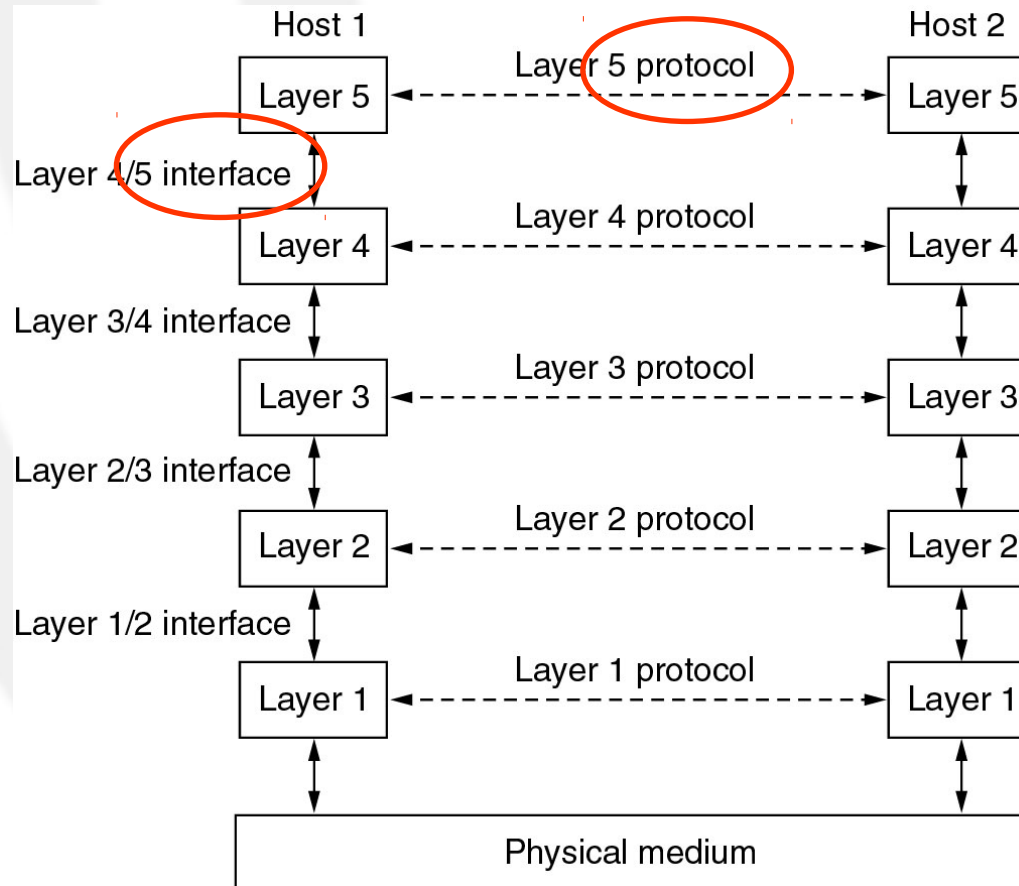 Host 1
Host 2
Layer 5 protocol
Layer 5
Layer 5
Layer 4/5 interface
Layer 4 protocol
Layer 4
Layer 4
Layer 3/4 interface
Layer 3 protocol
Layer 3
Layer 3
Layer 2/3 interface
Layer 2 protocol
Layer 2
Layer 2
Layer 1/2 interface
Layer 1 protocol
Layer 1
Layer 1
Physical medium